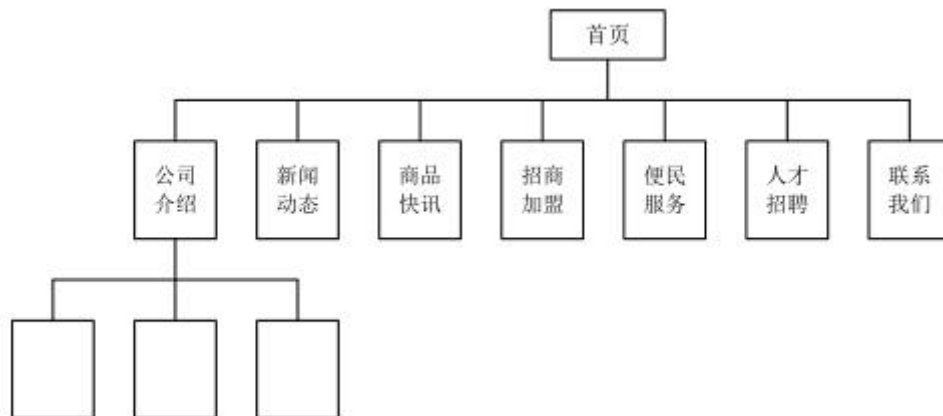 首页
公司
介绍
新闻
动态
商品
快讯
招商
加盟
便民
服务
人才
招聘
联系
我们